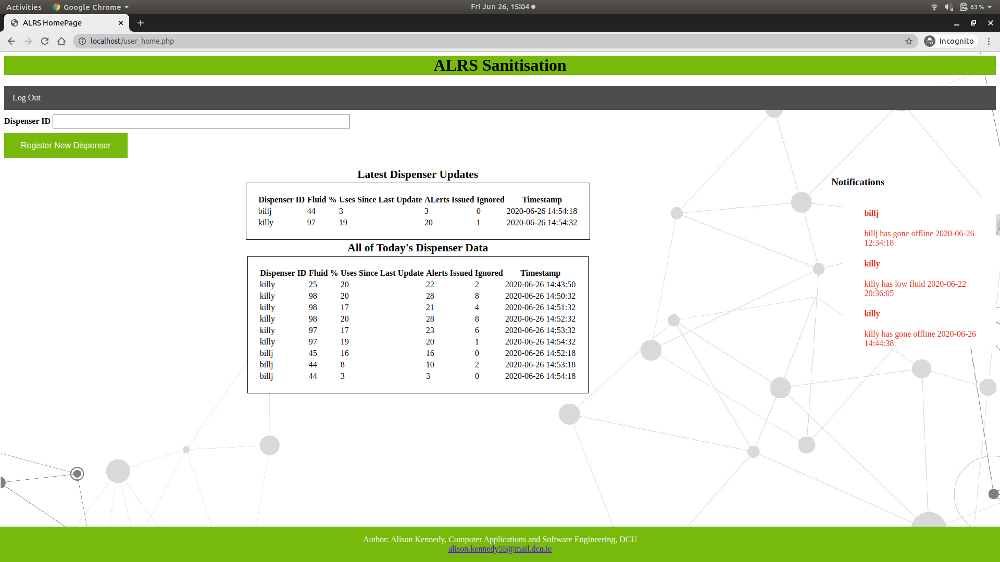 Activities Google Chrome Fri Jun 26, 15:04 63 %
ALRS HomePage
localhost/user_home.php Incognito
ALRS Sanitisation
Log Out
Dispenser ID
Register New Dispenser
Latest Dispenser Updates
Dispenser ID Fluid % Uses Since Last Update ALerts Issued Ignored Timestamp
billj 44 3 3 0 2020-06-26 14:54:18
killy 97 19 20 1 2020-06-26 14:54:32
All of Today's Dispenser Data
Dispenser ID Fluid % Uses Since Last Update Alerts Issued Ignored Timestamp
killy 25 20 22 2 2020-06-26 14:43:50
killy 98 20 28 8 2020-06-26 14:50:32
killy 98 17 21 4 2020-06-26 14:51:32
killy 98 20 28 8 2020-06-26 14:52:32
killy 97 17 23 6 2020-06-26 14:53:32
killy 97 19 20 1 2020-06-26 14:54:32
billj 45 16 16 0 2020-06-26 14:52:18
billj 44 8 10 2 2020-06-26 14:53:18
billj 44 3 3 0 2020-06-26 14:54:18
Notifications
billj
billj has gone offline 2020-06-26
12:34:18
killy
killy has low fluid 2020-06-22
20:36:05
killy
killy has gone offline 2020-06-26
14:44:38
Author: Alison Kennedy, Computer Applications and Software Engineering, DCU
alison.kennedy55@mail.dcu.ie